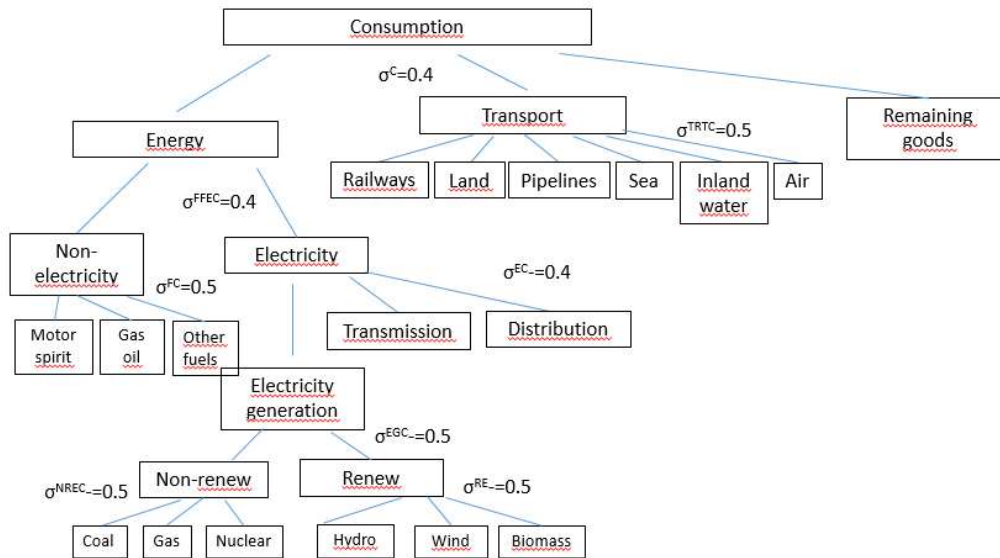 Consumption
σC=0.4
Energy
Transport
σTRTC=0.5
Remaining
goods
Railways
Land
Pipelines
Sea
Inland
water
Air
σFFEC=0.4
Non-
electricity
σFC=0.5
Electricity
σEC-=0.4
Motor
spirit
Gas
oil
Other
fuels
Transmission
Distribution
Electricity
generation
σEGC-=0.5
Non-renew
Renew
σNREC-=0.5
σRE-=0.5
Coal
Gas
Nuclear
Hydro
Wind
Biomass